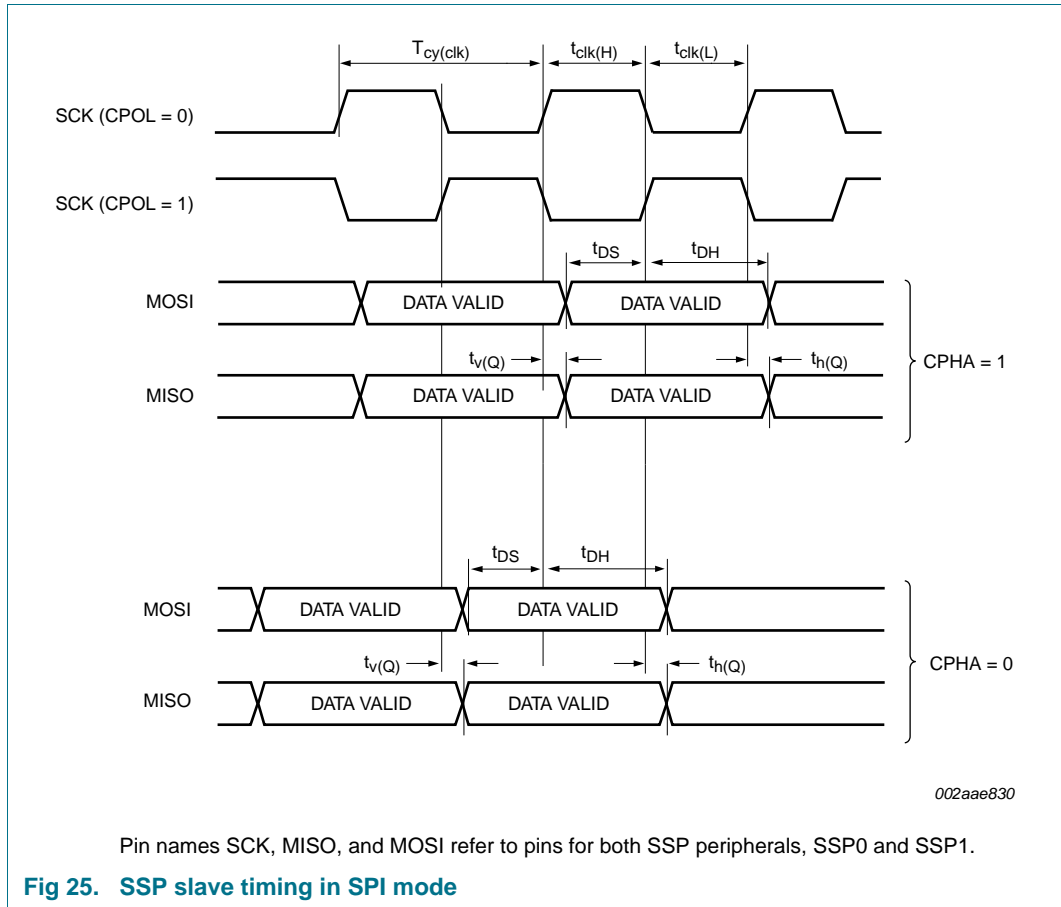 Tcy(clk) tclk(H) tclk(L)
SCK (CPOL = 0)
SCK (CPOL = 1)
tDS tDH
MOSI DATA VALID DATA VALID
tv(Q) th(Q)
CPHA = 1
MISO DATA VALID DATA VALID
tDS tDH
MOSI DATA VALID DATA VALID
tv(Q) th(Q)
CPHA = 0
MISO DATA VALID DATA VALID
002aae830
Pin names SCK, MISO, and MOSI refer to pins for both SSP peripherals, SSP0 and SSP1.
Fig 25. SSP slave timing in SPI mode